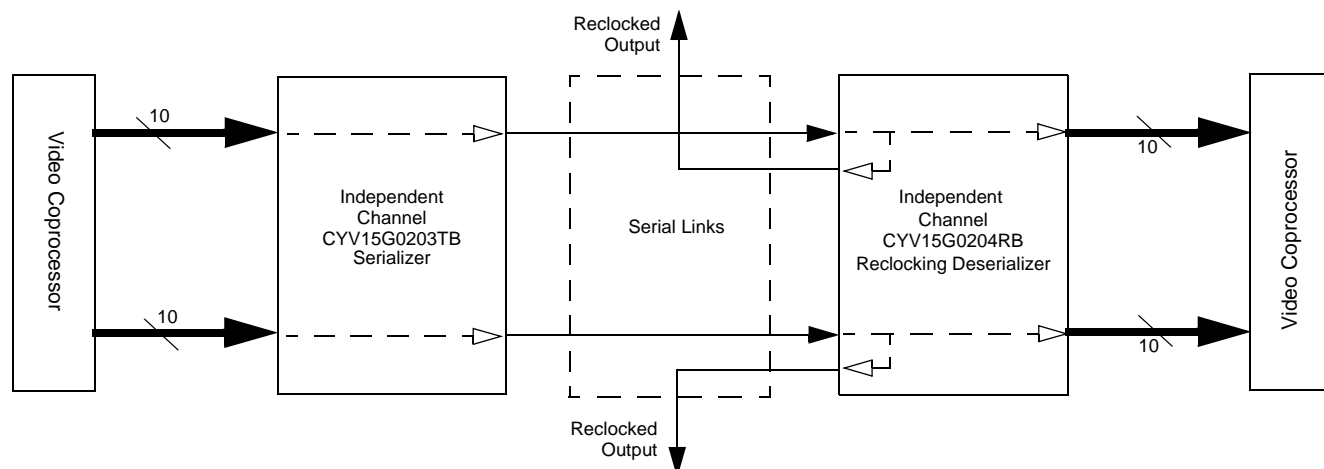 Reclocked
Output
10
10
Video Coprocessor
Independent
Channel
CYV15G0203TB
Serializer
Serial Links
Independent
Channel
CYV15G0204RB
Reclocking Deserializer
Video Coprocessor
10
10
Reclocked
Output